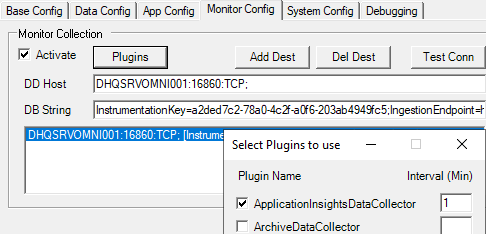 Base Config Data Config App Config Monitor Config System Config Debugging
Monitor Collection
Activate Plugins Add Dest Del Dest Test Conn
DD Host DHQSRVOMNI001:16860:TCP;
DB String InstrumentationKey=a2ded7c2-78a0-4c2f-a0f6-203ab4949fc5;IngestionEndpoint=h
DHQSRVOMNI001:16860:TCP; [Instrume
Select Plugins to use
Plugin Name Interval (Min)
ApplicationInsightsDataCollector 1
ArchiveDataCollector